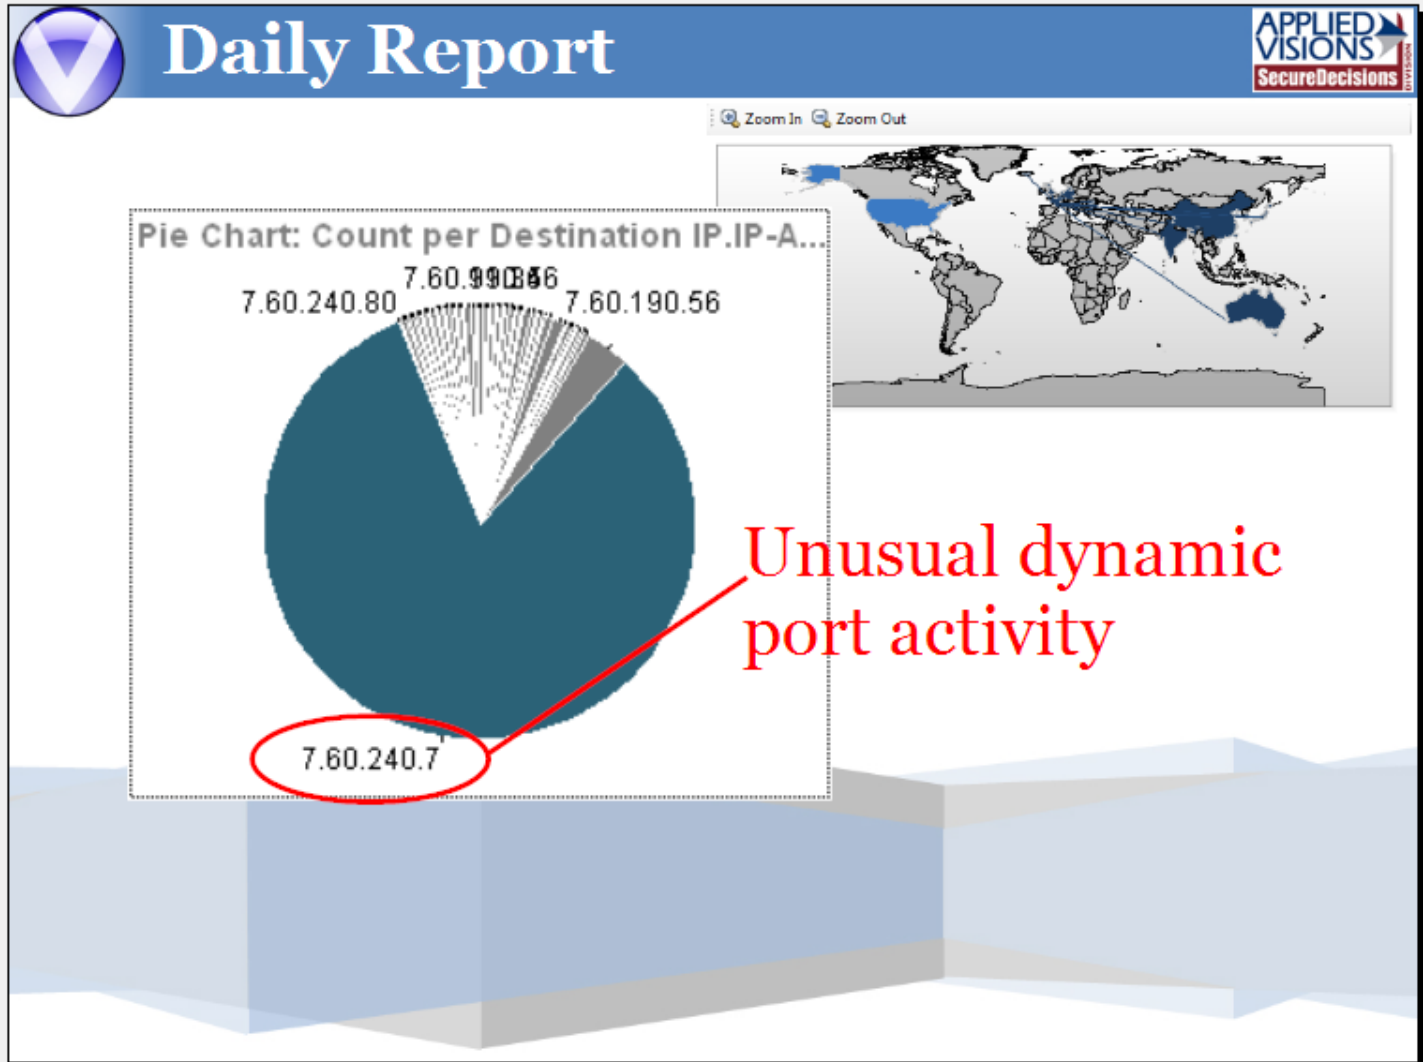 Daily Report
APPLIED
VISIONS
SecureDecisions
DIVISION
Zoom In Zoom Out
Pie Chart: Count per Destination IP.IP-A...
7.60.240.80
7.60.190.56
Unusual dynamic
port activity
7.60.240.7